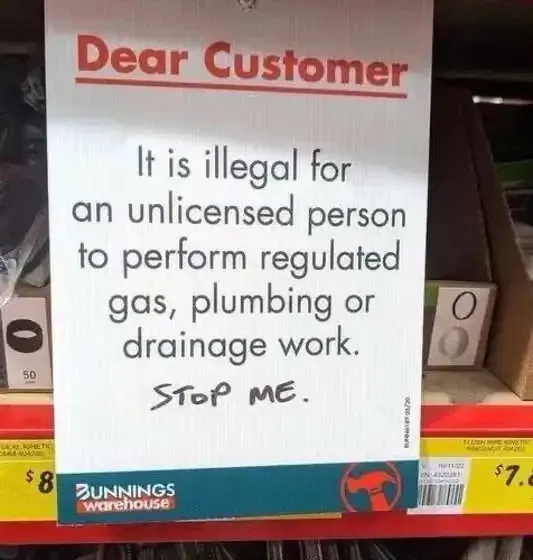 Dear Customer
It is illegal for
an unlicensed person
to perform regulated
gas, plumbing or
drainage work.
STOP ME.
BUNNINGS
warehouse
50
$8
$7.